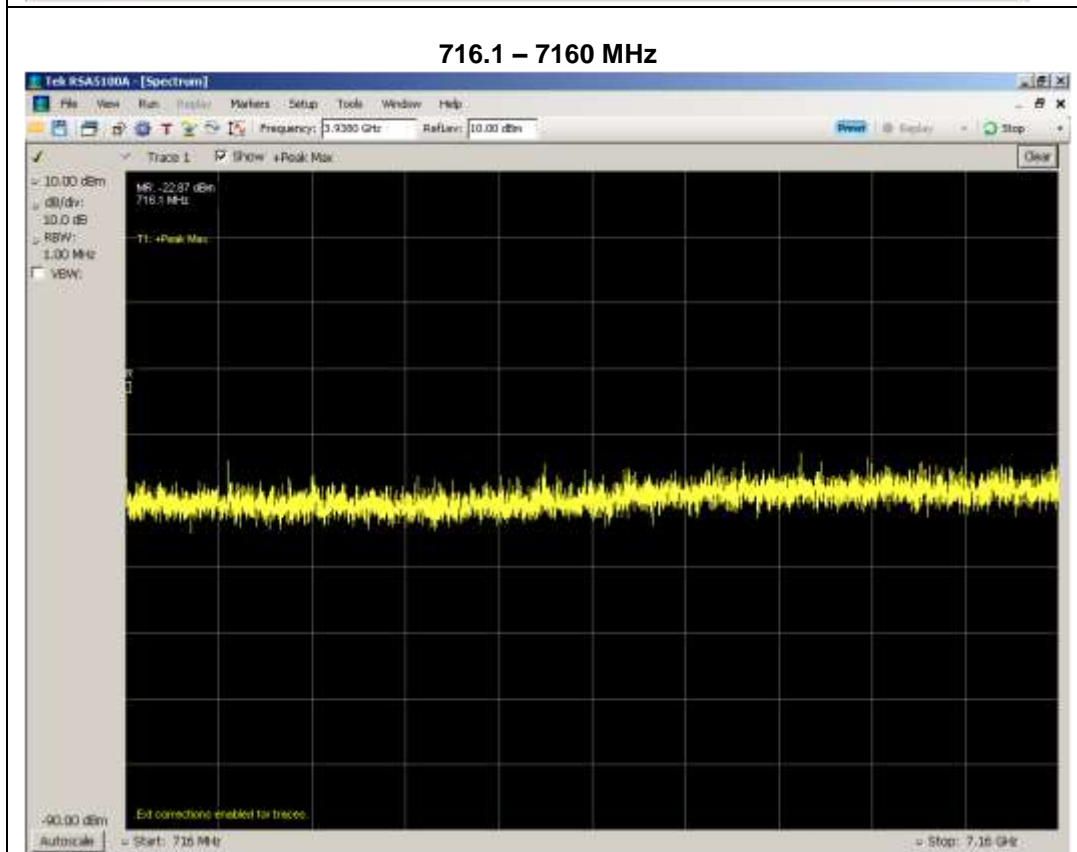 716.1 – 7160 MHz
Tek RSA5100A - [Spectrum]
File View Run Replay Markers Setup Tools Window Help
Frequency: 3.9380 GHz RefLev: 10.00 dBm Preset Replay Stop
Trace 1 Show +Peak Max Clear
10.00 dBm
dB/div:
10.0 dB
RBW:
1.00 MHz
VBW:
MR: -22.87 dBm
716.1 MHz
T1: +Peak Max
R
Ext corrections enabled for traces.
-90.00 dBm
Autoscale Start: 716 MHz Stop: 7.16 GHz